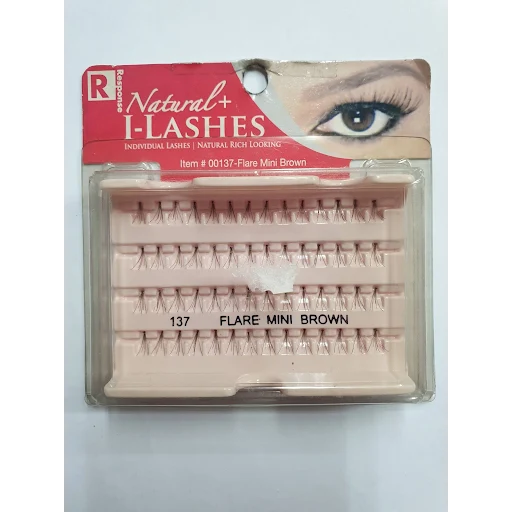 R
Response
Natural+
I-LASHES
INDIVIDUAL LASHES | NATURAL RICH LOOKING
Item # 00137-Flare Mini Brown
137 FLARE MINI BROWN